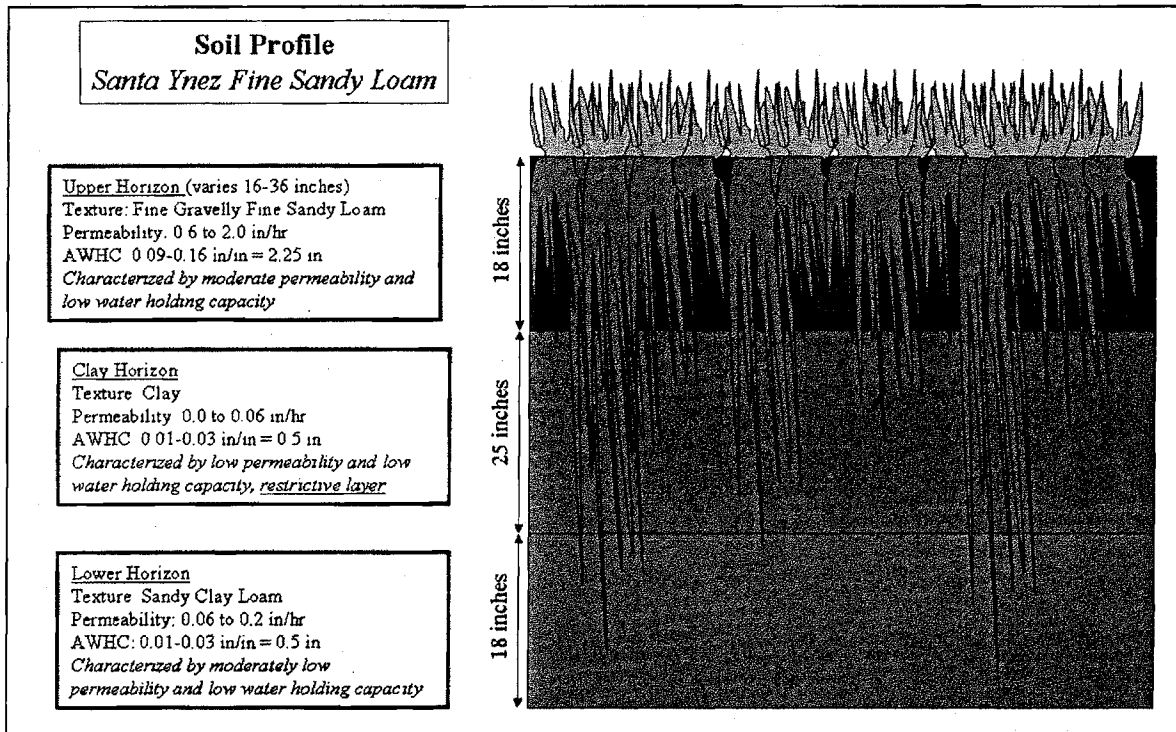 Soil Profile
Santa Ynez Fine Sandy Loam
Upper Horizon (varies 16-36 inches)
Texture: Fine Gravelly Fine Sandy Loam
Permeability. 0 6 to 2.0 in/hr
AWHC 0 09-0.16 in/in = 2.25 in
Characterized by moderate permeability and
low water holding capacity
Clay Horizon
Texture Clay
Permeability 0.0 to 0.06 in/hr
AWHC 0 01-0.03 in/in = 0 5 in
Characterized by low permeability and low
water holding capacity, restrictive layer
Lower Horizon
Texture Sandy Clay Loam
Permeability: 0.06 to 0.2 in/hr
AWHC: 0.01-0.03 in/in = 0.5 in
Characterized by moderately low
permeability and low water holding capacity
18 inches
25 inches
18 inches